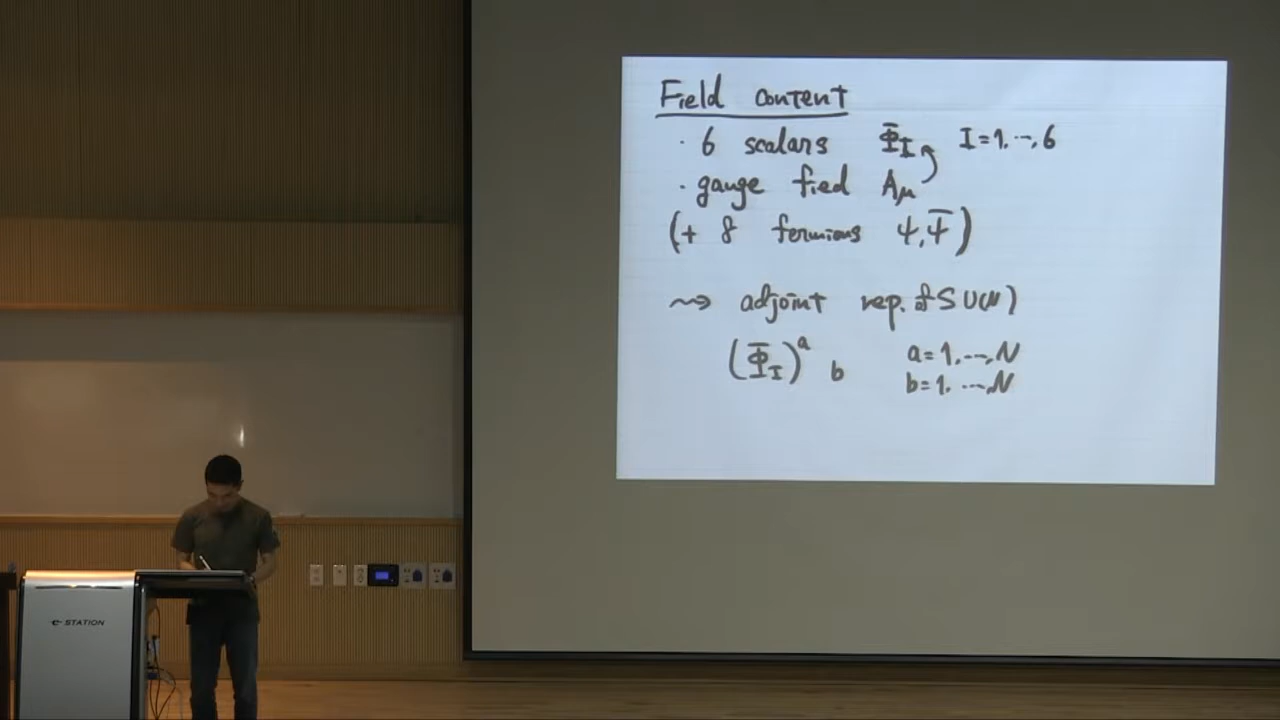 Field content
· 6 scalars Φ_I I=1,…,6
· gauge fied A_μ
(+ 8 fermions ψ, ψ̄)
⇝ adjoint rep. of SU(N)
(Φ_I)^a_b a=1,…,N
b=1,…,N
e-STATION